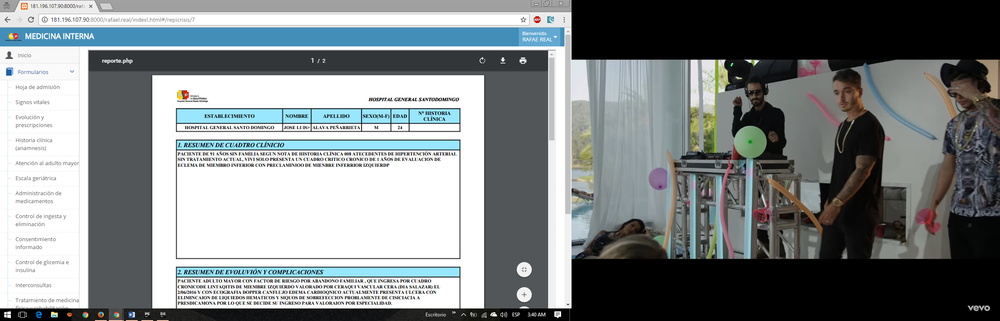 181.196.107.90:8000/rafa
181.196.107.90:8000/rafael.real/index!.html#/repicrisis/7
ABP
MEDICINA INTERNA
Bienvenido
RAFAE REAL
Inicio
Formularios
Hoja de admisión
Signos vitales
Evolución y
prescripciones
Historia clínica
(anamnesis)
Atención al adulto mayor
Escala geriátrica
Administración de
medicamentos
Control de ingesta y
eliminación
Consentimiento
informado
Control de glicemia e
insulina
Interconsultas
Tratamiento de medicina
física y rehabilitación
reporte.php
1 / 2
Ministerio
de Salud Pública
Hospital General Santo Domingo
HOSPITAL GENERAL SANTODOMINGO
ESTABLECIMIENTO NOMBRE APELLIDO SEXO(M-F) EDAD N° HISTORIA CLÍNICA
HOSPITAL GENERAL SANTO DOMINGO JOSE LUIS> ALAVA PEÑARRIETA M 24
1. RESUMEN DE CUADTRO CLÍNICIO
PACIENTE DE 91 AÑOS SIN FAMILIA SEGUN NOTA DE HISTORIA CLÍNICA 008 ATECEDENTES DE HIPERTENCIÓN ARTERIAL
SIN TRATAMIENTO ACTUAL, VIVI SOLO PRESENTA UN CUADRO CRITICO CRONICO DE 1 AÑOS DE EVALUACION DE
ECLEMA DE MIEMBRO INFERIOR CON PRECLAMINIOO DE MIENBRE INFERRIOR IZQUIERDP
2. RESUMEN DE EVOLUVIÓN Y COMPLICACIONES
PACIENTE ADULTO MAYOR CON FACTOR DE RIESGO POR ABANDONO FAMILIAR , QUE INGRESA POR CUADRO
CRONICODE LINTAQITIS DE MIEMBRE IZQUIERDO VALORADO POR CERAQUI VASCULAR CERA (DIA SALAZAR) EL
2/06/2016 Y CON ECOGRAFIA DOPPER CANFLUJO EDEMA CARDIOQNICO ACTUALMENTE PRESENTA ULCERA CON
ELIMINCAION DE LIQUIEDOS HEMATICOS Y SIQUOS DE SOBREFECCION PROBLAMENTE DE CISICIACIA A
PRESDICAMONA POR LO QUE SE DECIDE SU INGRESO PARA VALORAION POR ESPECIALIDAD.
PS
DG
Escritorio
ESP
3:40 AM
vevo